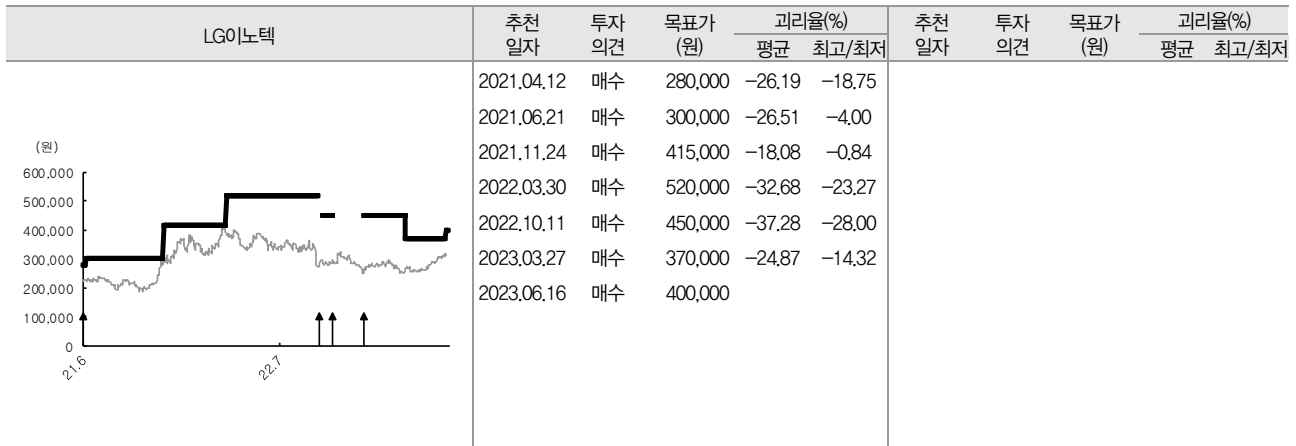 LG이노텍
추천 일자 투자 의견 목표가 (원) 괴리율(%) 평균 최고/최저
추천 일자 투자 의견 목표가 (원) 괴리율(%) 평균 최고/최저
(원)
600,000
500,000
400,000
300,000
200,000
100,000
0
21.6
22.7
2021.04.12 매수 280,000 -26.19 -18.75
2021.06.21 매수 300,000 -26.51 -4.00
2021.11.24 매수 415,000 -18.08 -0.84
2022.03.30 매수 520,000 -32.68 -23.27
2022.10.11 매수 450,000 -37.28 -28.00
2023.03.27 매수 370,000 -24.87 -14.32
2023.06.16 매수 400,000